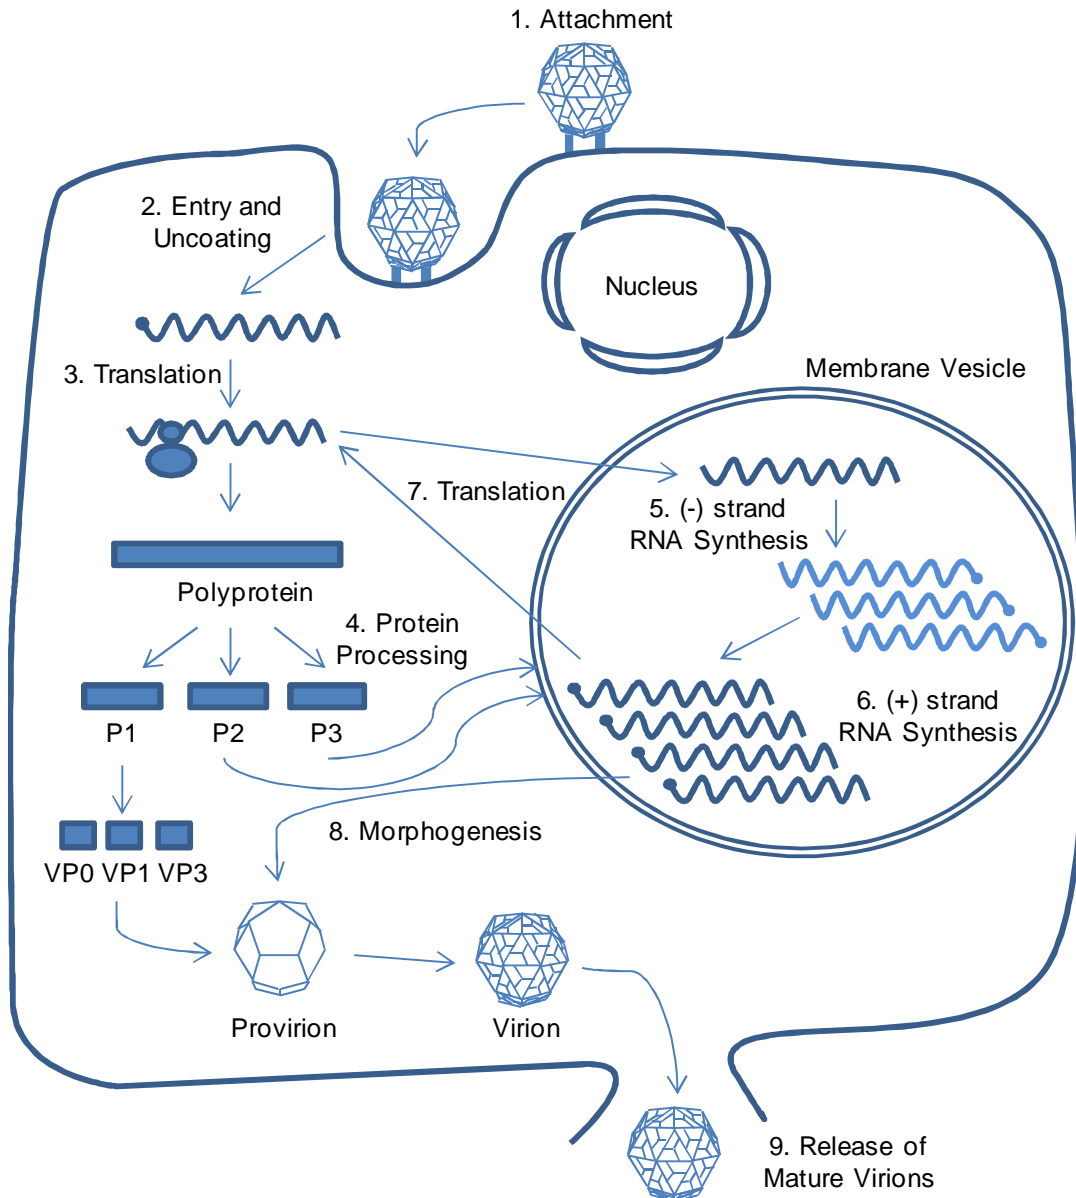 1. Attachment
2. Entry and
Uncoating
Nucleus
3. Translation
Membrane Vesicle
7. Translation
5. (-) strand
RNA Synthesis
Polyprotein
4. Protein
Processing
P1 P2 P3
6. (+) strand
RNA Synthesis
8. Morphogenesis
VP0 VP1 VP3
Provirion
Virion
9. Release of
Mature Virions